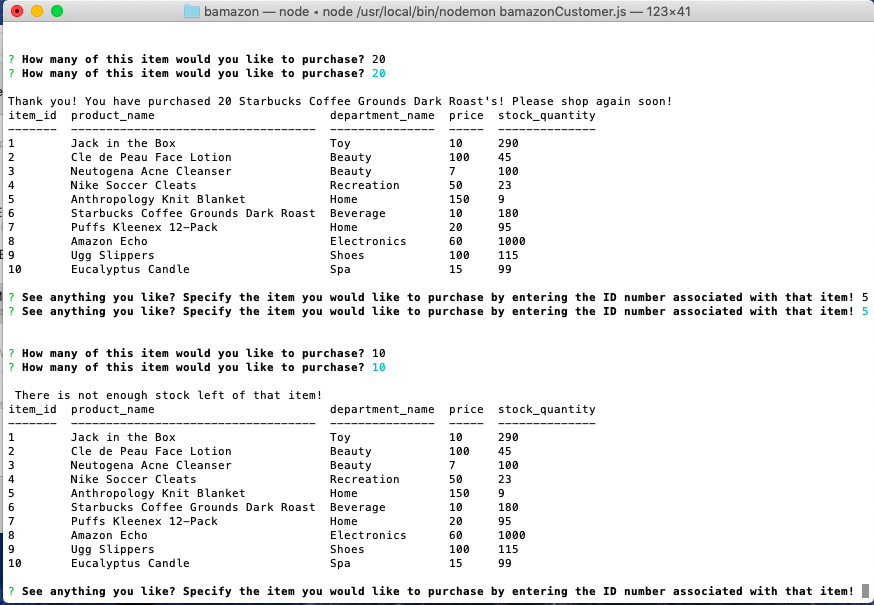 bamazon — node ◂ node /usr/local/bin/nodemon bamazonCustomer.js — 123×41
? How many of this item would you like to purchase? 20
? How many of this item would you like to purchase? 20
Thank you! You have purchased 20 Starbucks Coffee Grounds Dark Roast's! Please shop again soon!
item_id  product_name                         department_name  price  stock_quantity
-------  -----------------------------------  ---------------  -----  --------------
1        Jack in the Box                      Toy              10     290
2        Cle de Peau Face Lotion              Beauty           100    45
3        Neutogena Acne Cleanser              Beauty           7      100
4        Nike Soccer Cleats                   Recreation       50     23
5        Anthropology Knit Blanket            Home             150    9
6        Starbucks Coffee Grounds Dark Roast  Beverage         10     180
7        Puffs Kleenex 12-Pack                Home             20     95
8        Amazon Echo                          Electronics      60     1000
9        Ugg Slippers                         Shoes            100    115
10       Eucalyptus Candle                    Spa              15     99
? See anything you like? Specify the item you would like to purchase by entering the ID number associated with that item! 5
? See anything you like? Specify the item you would like to purchase by entering the ID number associated with that item! 5
? How many of this item would you like to purchase? 10
? How many of this item would you like to purchase? 10
There is not enough stock left of that item!
item_id  product_name                         department_name  price  stock_quantity
-------  -----------------------------------  ---------------  -----  --------------
1        Jack in the Box                      Toy              10     290
2        Cle de Peau Face Lotion              Beauty           100    45
3        Neutogena Acne Cleanser              Beauty           7      100
4        Nike Soccer Cleats                   Recreation       50     23
5        Anthropology Knit Blanket            Home             150    9
6        Starbucks Coffee Grounds Dark Roast  Beverage         10     180
7        Puffs Kleenex 12-Pack                Home             20     95
8        Amazon Echo                          Electronics      60     1000
9        Ugg Slippers                         Shoes            100    115
10       Eucalyptus Candle                    Spa              15     99
? See anything you like? Specify the item you would like to purchase by entering the ID number associated with that item!